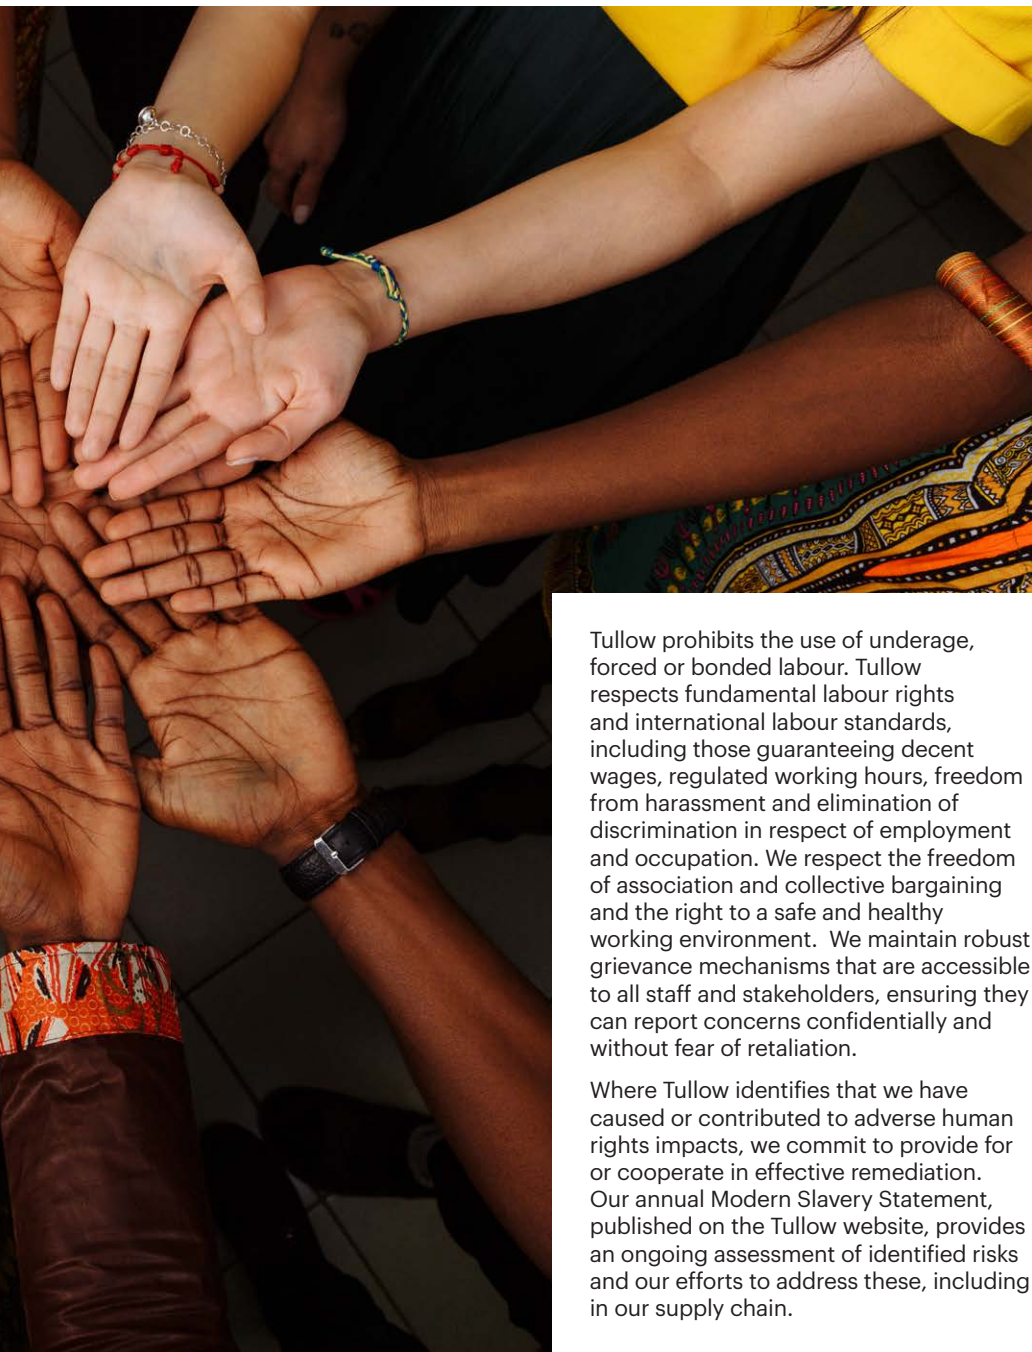 Tullow prohibits the use of underage,
forced or bonded labour. Tullow
respects fundamental labour rights
and international labour standards,
including those guaranteeing decent
wages, regulated working hours, freedom
from harassment and elimination of
discrimination in respect of employment
and occupation. We respect the freedom
of association and collective bargaining
and the right to a safe and healthy
working environment.  We maintain robust
grievance mechanisms that are accessible
to all staff and stakeholders, ensuring they
can report concerns confidentially and
without fear of retaliation.
Where Tullow identifies that we have
caused or contributed to adverse human
rights impacts, we commit to provide for
or cooperate in effective remediation.
Our annual Modern Slavery Statement,
published on the Tullow website, provides
an ongoing assessment of identified risks
and our efforts to address these, including
in our supply chain.